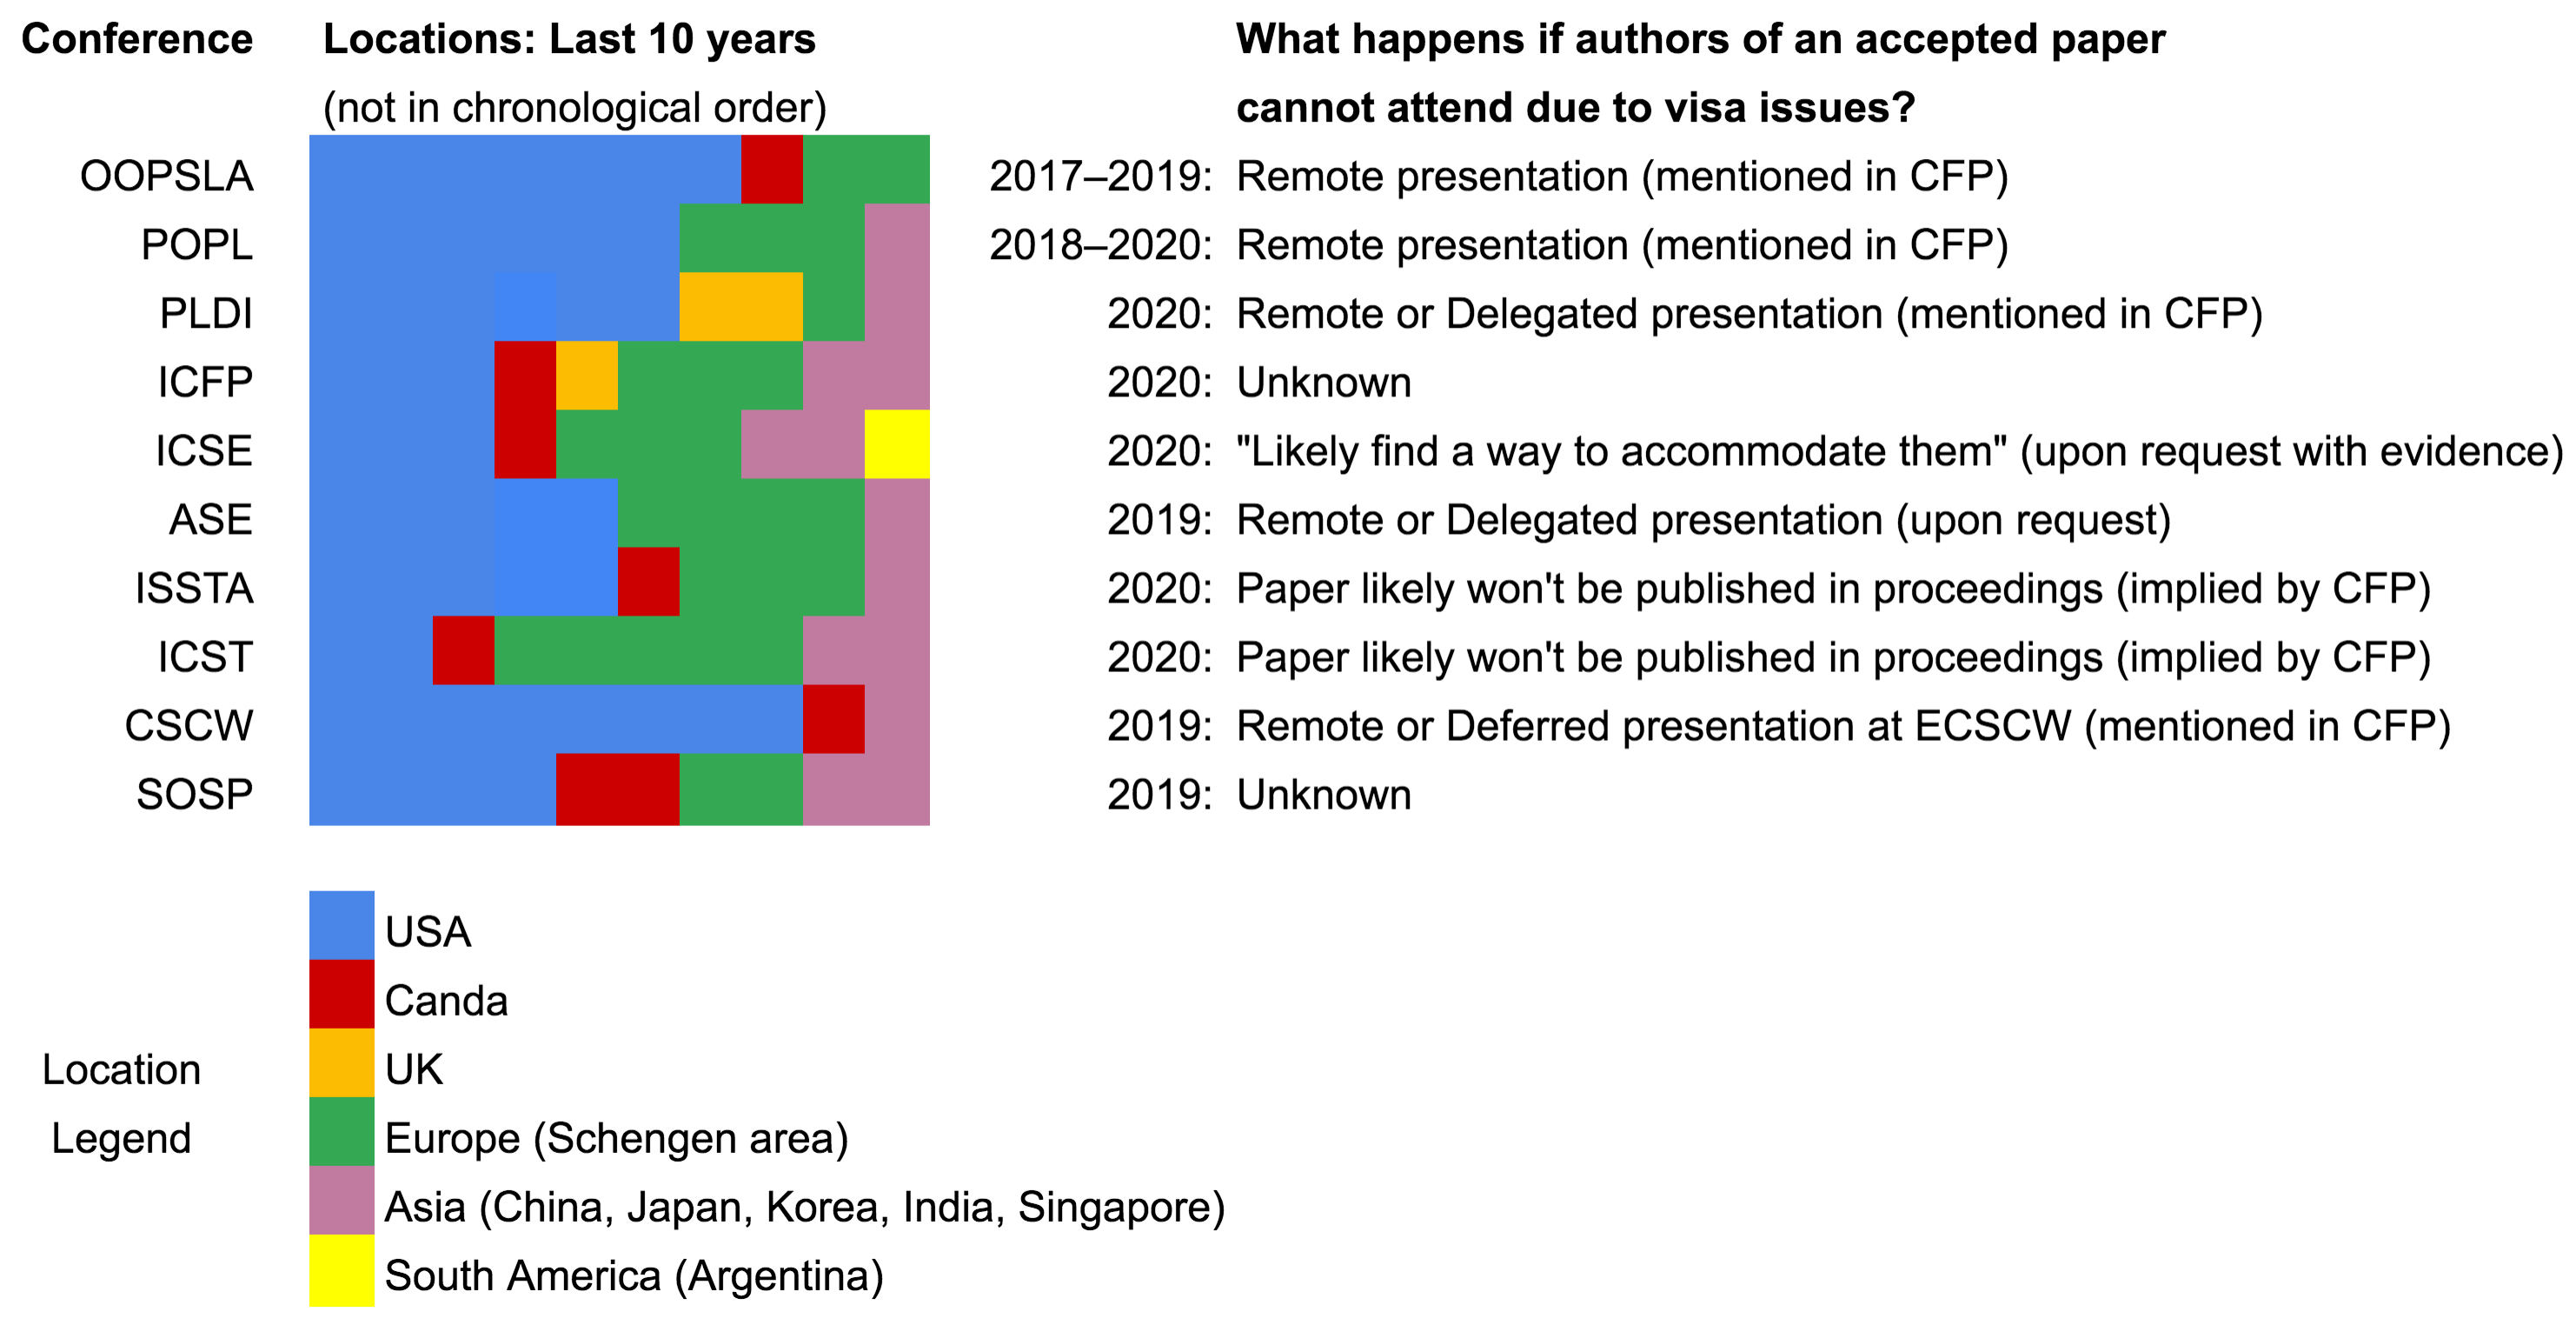 Conference Locations: Last 10 years What happens if authors of an accepted paper
(not in chronological order) cannot attend due to visa issues?
OOPSLA 2017–2019: Remote presentation (mentioned in CFP)
POPL 2018–2020: Remote presentation (mentioned in CFP)
PLDI 2020: Remote or Delegated presentation (mentioned in CFP)
ICFP 2020: Unknown
ICSE 2020: "Likely find a way to accommodate them" (upon request with evidence)
ASE 2019: Remote or Delegated presentation (upon request)
ISSTA 2020: Paper likely won't be published in proceedings (implied by CFP)
ICST 2020: Paper likely won't be published in proceedings (implied by CFP)
CSCW 2019: Remote or Deferred presentation at ECSCW (mentioned in CFP)
SOSP 2019: Unknown
USA
Canda
Location UK
Legend Europe (Schengen area)
Asia (China, Japan, Korea, India, Singapore)
South America (Argentina)